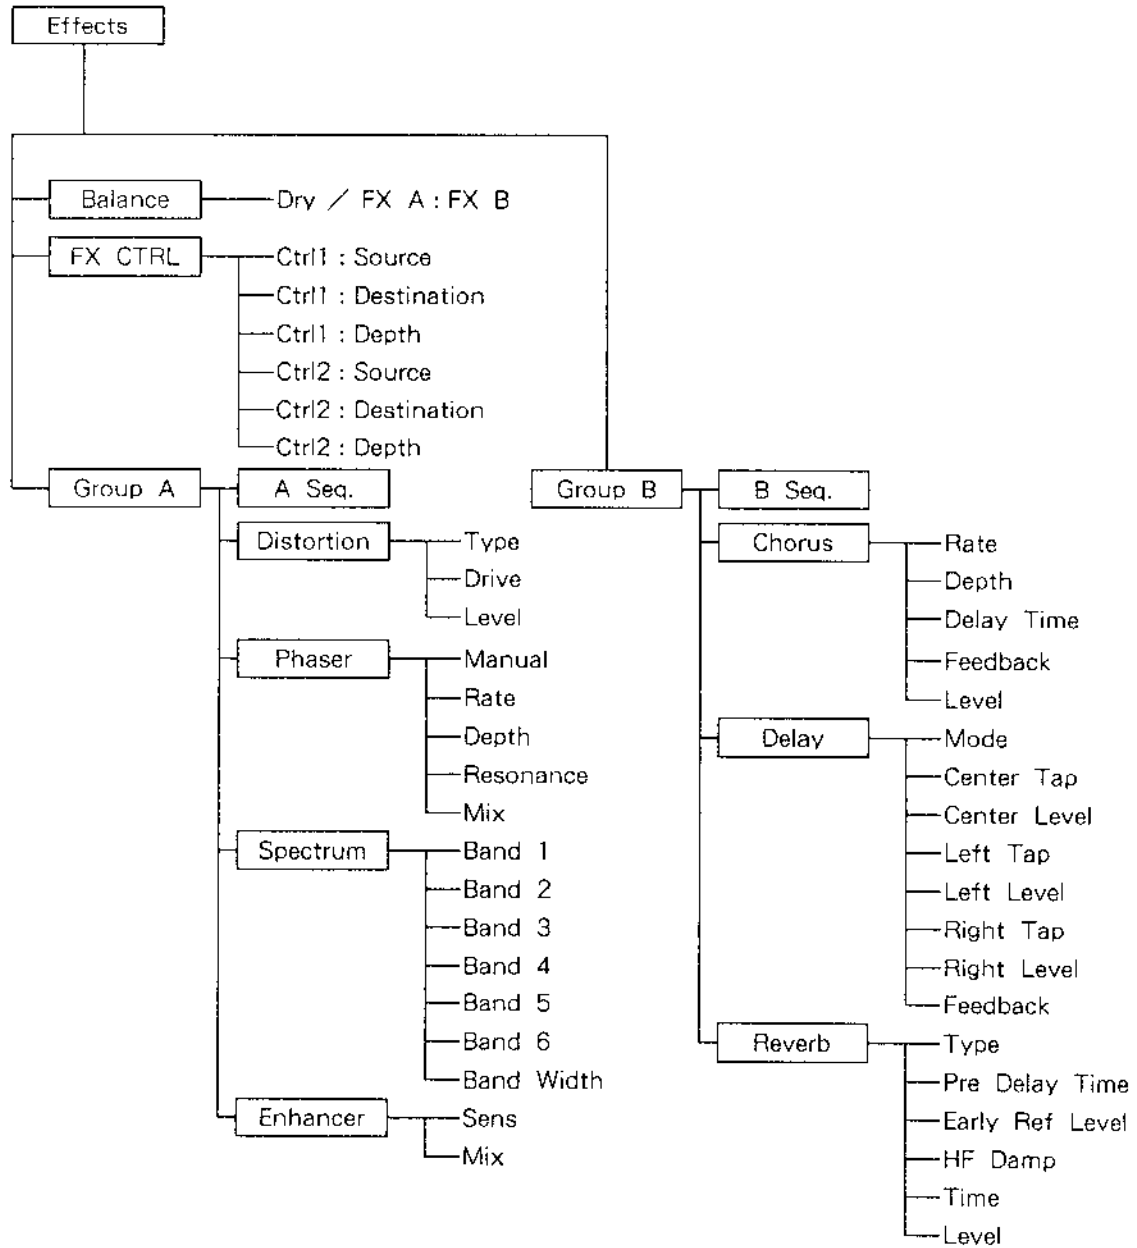 Effects
Balance
Dry / FX A : FX B
FX CTRL
Ctrl1 : Source
Ctrl1 : Destination
Ctrl1 : Depth
Ctrl2 : Source
Ctrl2 : Destination
Ctrl2 : Depth
Group A
A Seq.
Distortion
Type
Drive
Level
Phaser
Manual
Rate
Depth
Resonance
Mix
Spectrum
Band 1
Band 2
Band 3
Band 4
Band 5
Band 6
Band Width
Enhancer
Sens
Mix
Group B
B Seq.
Chorus
Rate
Depth
Delay Time
Feedback
Level
Delay
Mode
Center Tap
Center Level
Left Tap
Left Level
Right Tap
Right Level
Feedback
Reverb
Type
Pre Delay Time
Early Ref Level
HF Damp
Time
Level